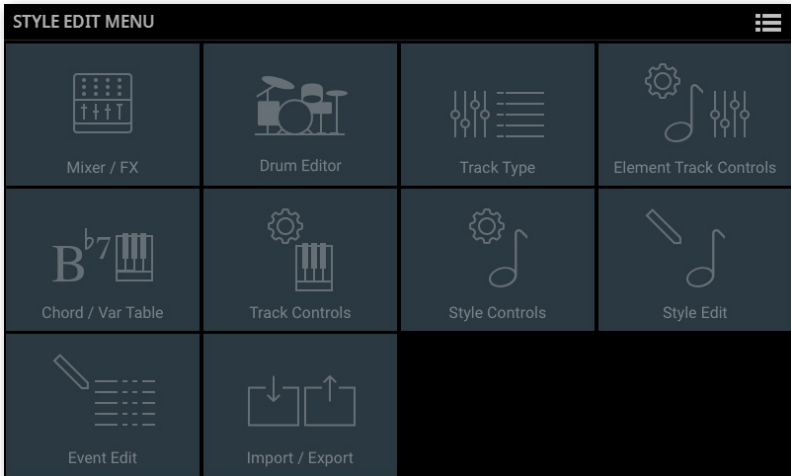 STYLE EDIT MENU
Mixer / FX
Drum Editor
Track Type
Element Track Controls
B♭7
Chord / Var Table
Track Controls
Style Controls
Style Edit
Event Edit
Import / Export